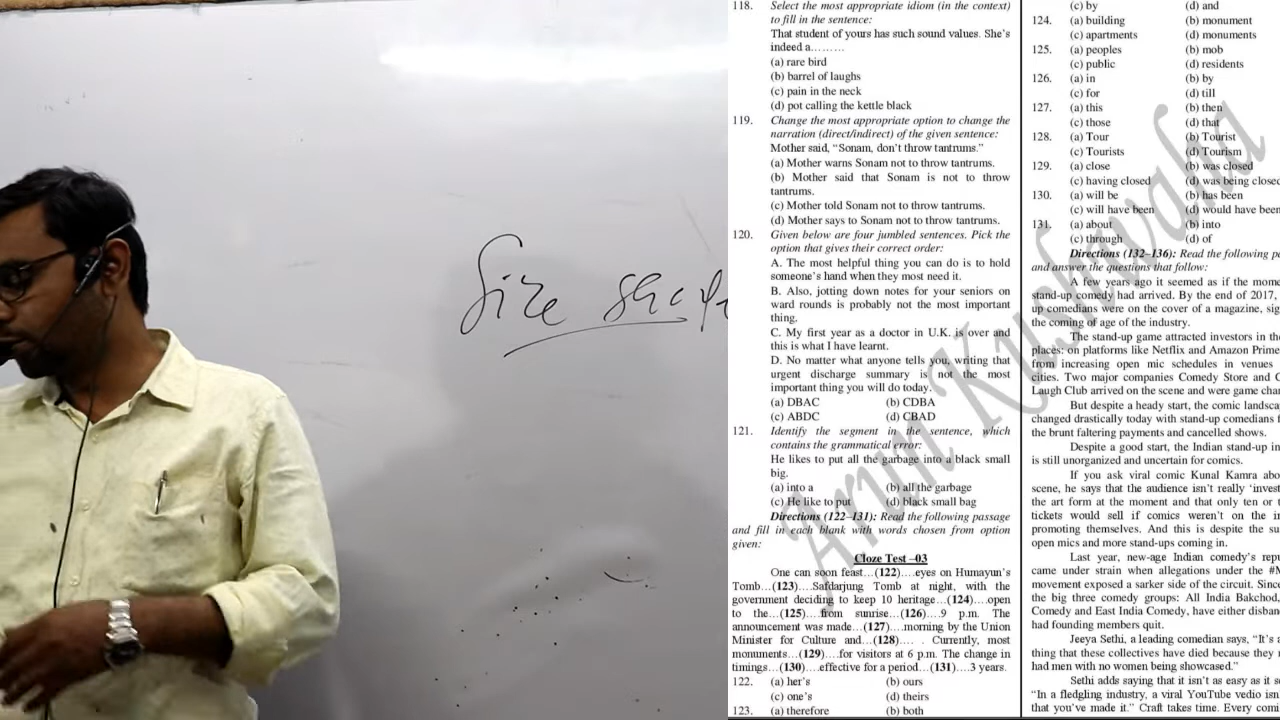 Size shap
118. Select the most appropriate idiom (in the context)
to fill in the sentence:
That student of yours has such sound values. She's
indeed a.........
(a) rare bird
(b) barrel of laughs
(c) pain in the neck
(d) pot calling the kettle black
119. Change the most appropriate option to change the
narration (direct/indirect) of the given sentence:
Mother said, "Sonam, don't throw tantrums."
(a) Mother warns Sonam not to throw tantrums.
(b) Mother said that Sonam is not to throw
tantrums.
(c) Mother told Sonam not to throw tantrums.
(d) Mother says to Sonam not to throw tantrums.
120. Given below are four jumbled sentences. Pick the
option that gives their correct order:
A. The most helpful thing you can do is to hold
someone's hand when they most need it.
B. Also, jotting down notes for your seniors on
ward rounds is probably not the most important
thing.
C. My first year as a doctor in U.K. is over and
this is what I have learnt.
D. No matter what anyone tells you, writing that
urgent discharge summary is not the most
important thing you will do today.
(a) DBAC (b) CDBA
(c) ABDC (d) CBAD
121. Identify the segment in the sentence, which
contains the grammatical error:
He likes to put all the garbage into a black small
big.
(a) into a (b) all the garbage
(c) He like to put (d) black small bag
Directions (122–131): Read the following passage
and fill in each blank with words chosen from option
given:
Cloze Test –03
One can soon feast…(122)….eyes on Humayun's
Tomb…(123)….Safdarjung Tomb at night, with the
government deciding to keep 10 heritage…(124)….open
to the…(125)….from sunrise…(126)….9 p.m. The
announcement was made…(127)….morning by the Union
Minister for Culture and…(128)…. . Currently, most
monuments…(129)….for visitors at 6 p.m. The change in
timings…(130)….effective for a period…(131)….3 years.
122. (a) her's (b) ours
(c) one's (d) theirs
123. (a) therefore (b) both
(c) by (d) and
124. (a) building (b) monument
(c) apartments (d) monuments
125. (a) peoples (b) mob
(c) public (d) residents
126. (a) in (b) by
(c) for (d) till
127. (a) this (b) then
(c) those (d) that
128. (a) Tour (b) Tourist
(c) Tourists (d) Tourism
129. (a) close (b) was closed
(c) having closed (d) was being closed
130. (a) will be (b) has been
(c) will have been (d) would have been
131. (a) about (b) into
(c) through (d) of
Directions (132–136): Read the following
and answer the questions that follow:
A few years ago it seemed as if the
stand-up comedy had arrived. By the end of 2017,
up comedians were on the cover of a magazine,
the coming of age of the industry.
The stand-up game attracted investors in
places: on platforms like Netflix and Amazon Prime
from increasing open mic schedules in venues
cities. Two major companies Comedy Store and
Laugh Club arrived on the scene and were game
But despite a heady start, the comic
changed drastically today with stand-up comedians
the brunt faltering payments and cancelled shows.
Despite a good start, the Indian stand-up
is still unorganized and uncertain for comics.
If you ask viral comic Kunal Kamra
scene, he says that the audience isn't really
the art form at the moment and that only ten or
tickets would sell if comics weren't on the
promoting themselves. And this is despite the
open mics and more stand-ups coming in.
Last year, new-age Indian comedy's
came under strain when allegations under the
movement exposed a sarker side of the circuit.
the big three comedy groups: All India Bakchod,
Comedy and East India Comedy, have either
had founding members quit.
Jeeya Sethi, a leading comedian says, "It's a
thing that these collectives have died because they
had men with no women being showcased."
Sethi adds saying that it isn't as easy as it
"In a fledgling industry, a viral YouTube vedio
that you've made it." Craft takes time. Every
Arun Kushwaha